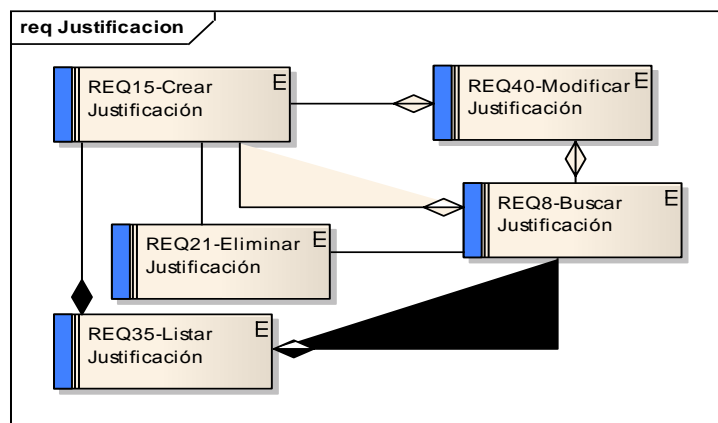 req Justificacion
REQ15-Crear
Justificación
E
REQ40-Modificar
Justificación
E
REQ8-Buscar
Justificación
E
REQ21-Eliminar
Justificación
E
REQ35-Listar
Justificación
E